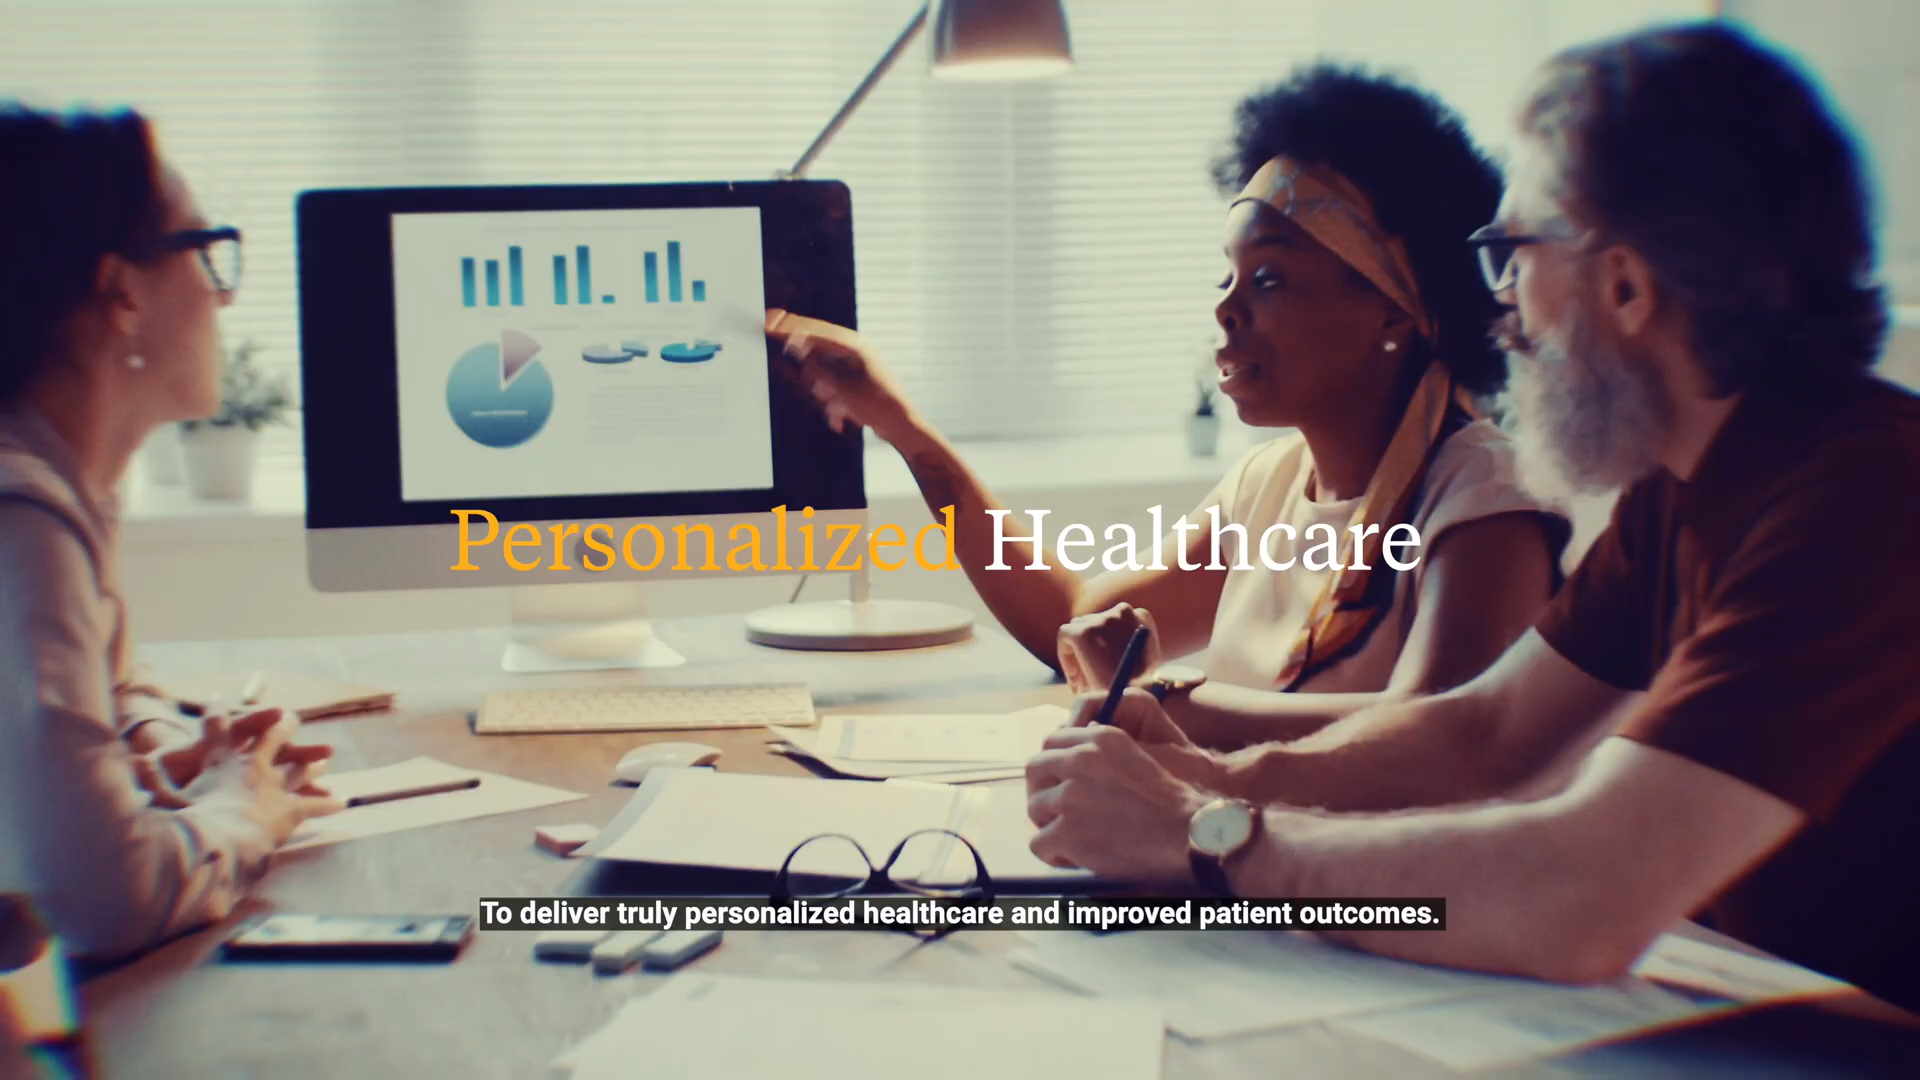 Personalized Healthcare
To deliver truly personalized healthcare and improved patient outcomes.